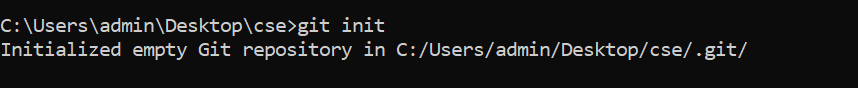 C:\Users\admin\Desktop\cse>git init
Initialized empty Git repository in C:/Users/admin/Desktop/cse/.git/